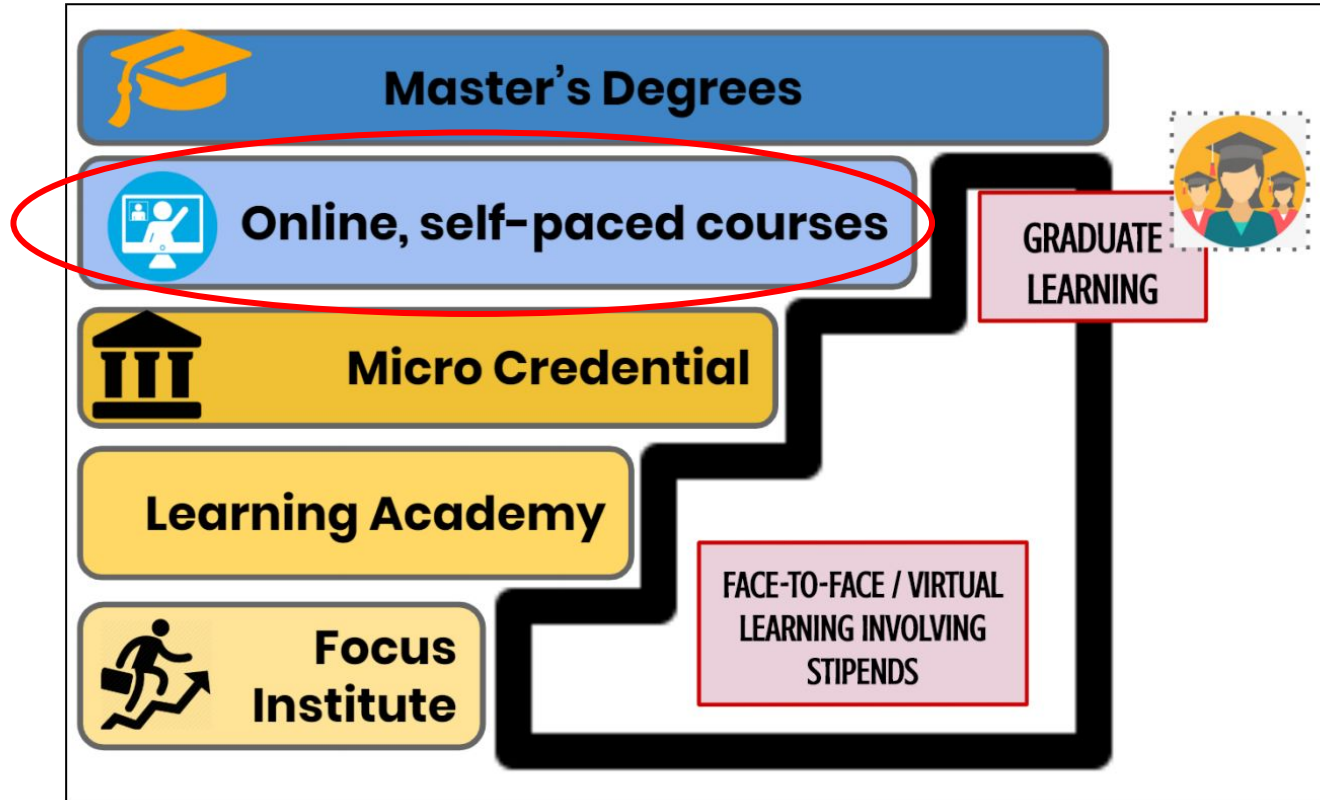 Master's Degrees
Online, self-paced courses
GRADUATE
LEARNING
Micro Credential
Learning Academy
FACE-TO-FACE / VIRTUAL
LEARNING INVOLVING
STIPENDS
Focus
Institute